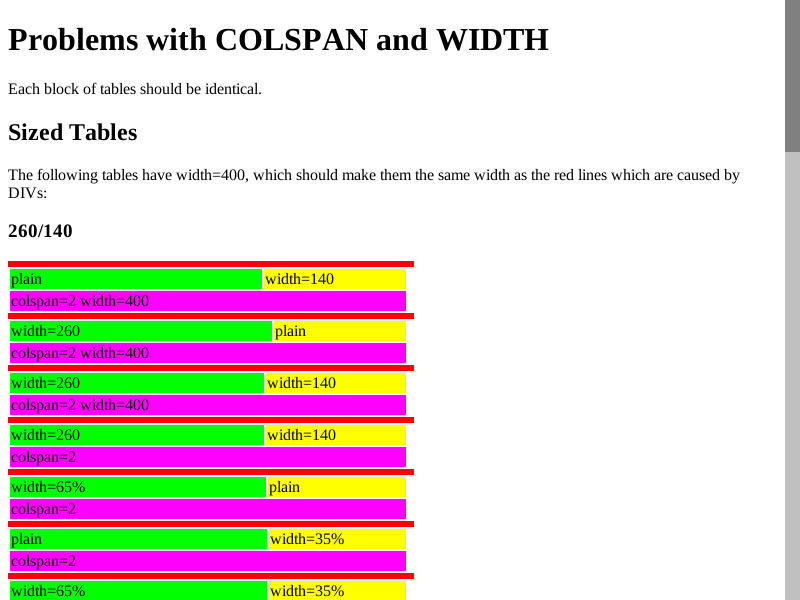 Problems with COLSPAN and WIDTH
Each block of tables should be identical.
Sized Tables
The following tables have width=400, which should make them the same width as the red lines which are caused by
DIVs:
260/140
plain width=140
colspan=2 width=400
width=260 plain
colspan=2 width=400
width=260 width=140
colspan=2 width=400
width=260 width=140
colspan=2
width=65% plain
colspan=2
plain width=35%
colspan=2
width=65% width=35%